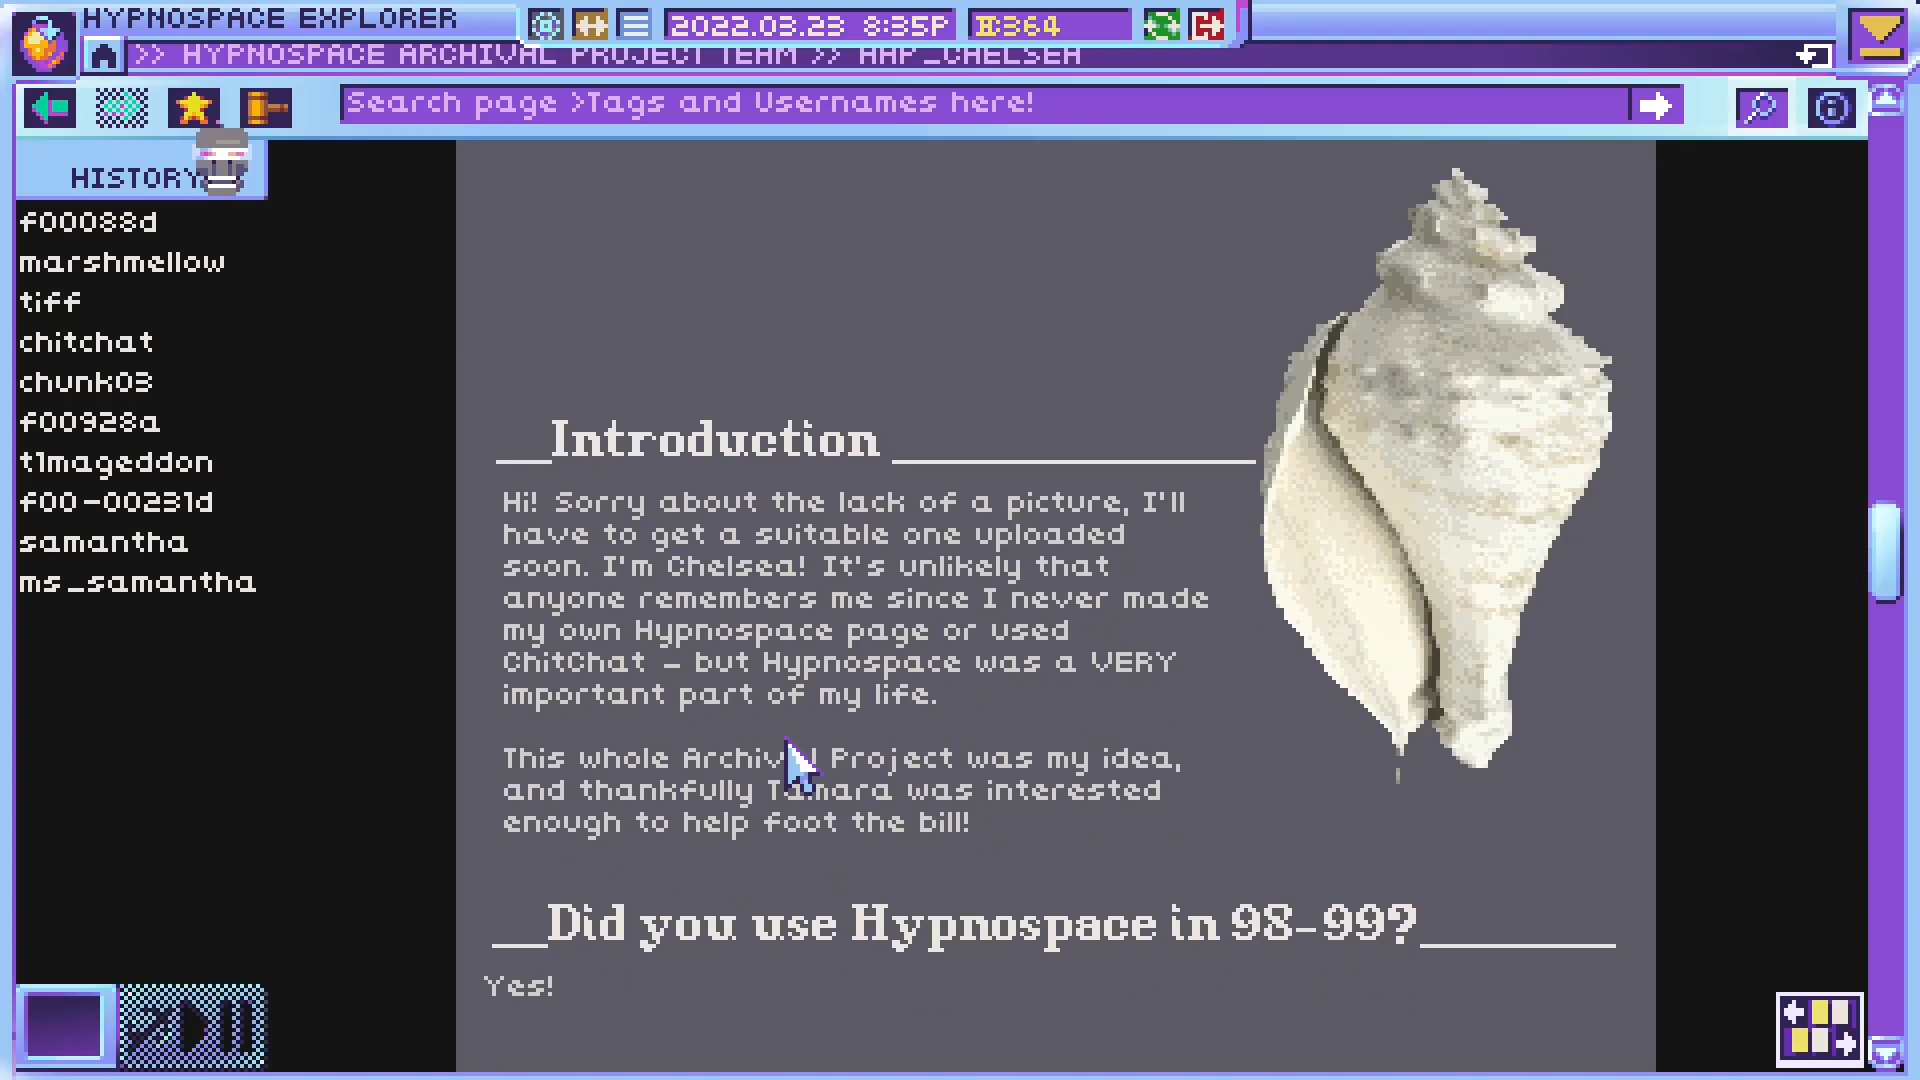 HYPNOSPACE EXPLORER
2022.03.23 8:35P
364
>> HYPNOSPACE ARCHIVAL PROJECT TEAM >> HAP_CHELSEA
Search page >Tags and Usernames here!
HISTORY
f00088d
marshmellow
tiff
chitchat
chunk03
f00928a
t1mageddon
f00-00231d
samantha
ms_samantha
__Introduction
Hi! Sorry about the lack of a picture, I'll
have to get a suitable one uploaded
soon. I'm Chelsea! It's unlikely that
anyone remembers me since I never made
my own Hypnospace page or used
ChitChat - but Hypnospace was a VERY
important part of my life.
This whole Archival Project was my idea,
and thankfully Tamara was interested
enough to help foot the bill!
__Did you use Hypnospace in 98-99?
Yes!